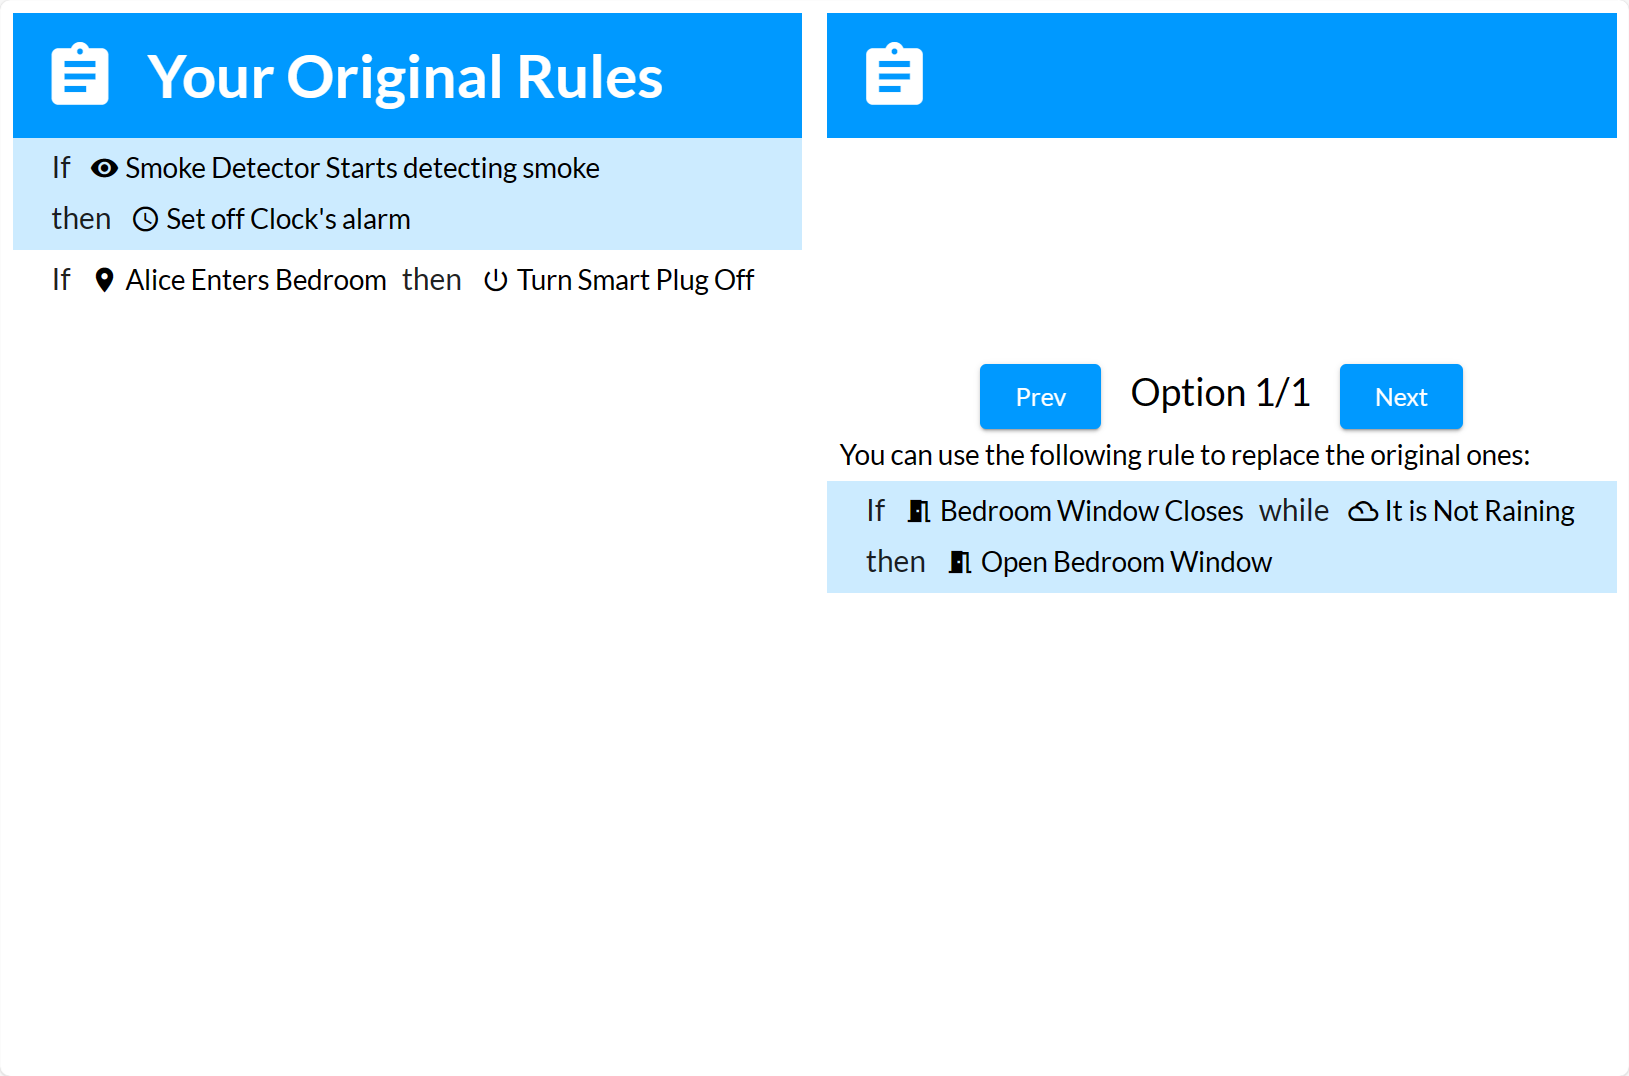 Your Original Rules
If Smoke Detector Starts detecting smoke
then Set off Clock's alarm
If Alice Enters Bedroom then Turn Smart Plug Off
Prev Option 1/1 Next
You can use the following rule to replace the original ones:
If Bedroom Window Closes while It is Not Raining
then Open Bedroom Window